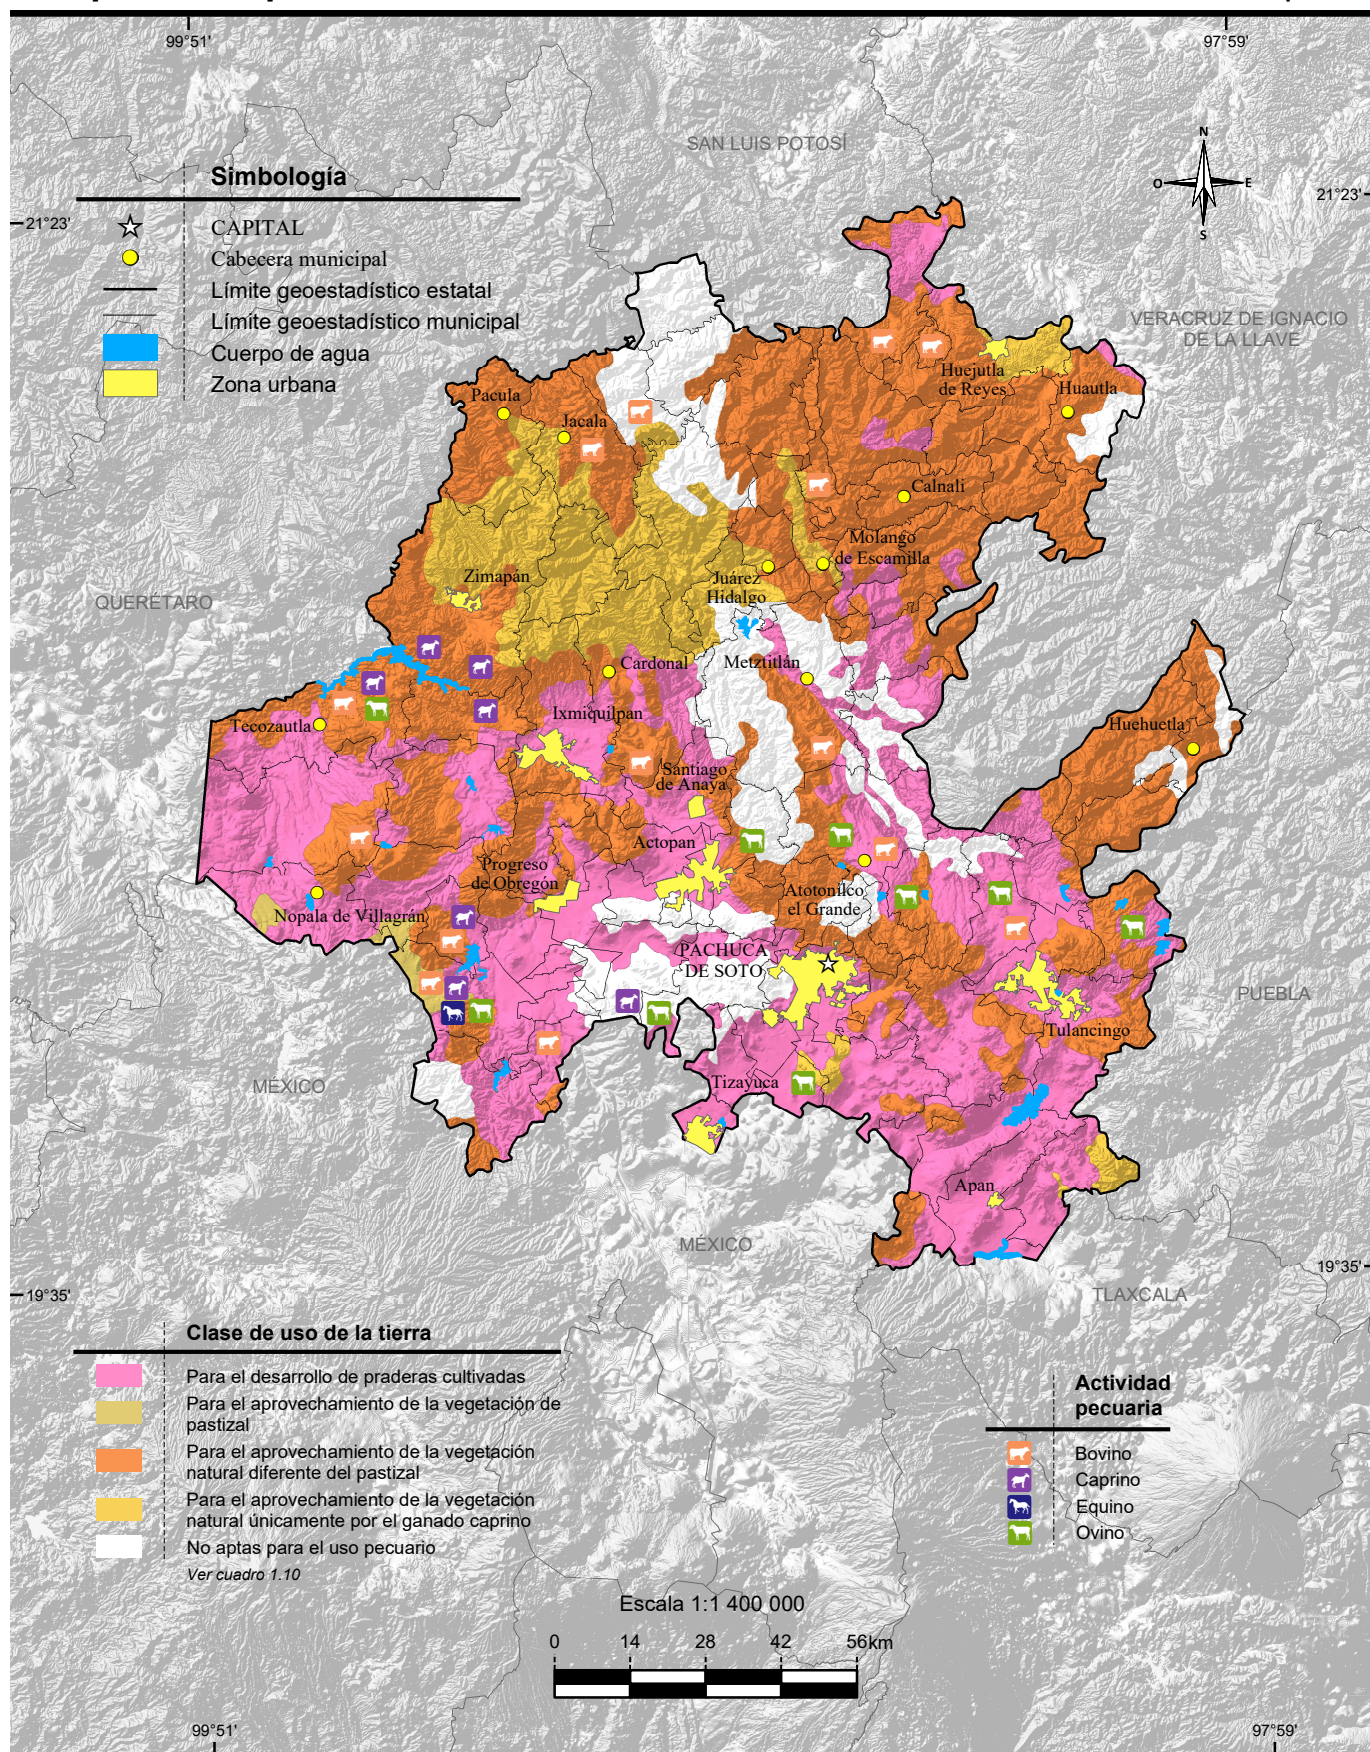 99°51'
97°59'
SAN LUIS POTOSÍ
N
O
E
S
21°23'
21°23'
Simbología
CAPITAL
Cabecera municipal
Límite geoestadístico estatal
Límite geoestadístico municipal
Cuerpo de agua
Zona urbana
VERACRUZ DE IGNACIO
DE LA LLAVE
Huejutla
de Reyes
Huautla
Pacula
Jacala
Calnali
Molango
de Escamilla
Zimapán
Juárez
Hidalgo
QUERÉTARO
Cardonal
Metztitlán
Ixmiquilpan
Tecozautla
Huehuetla
Santiago
de Anaya
Actopan
Progreso
de Obregón
Atotonilco
el Grande
Nopala de Villagrán
PACHUCA
DE SOTO
PUEBLA
Tulancingo
MÉXICO
Tizayuca
Apan
MÉXICO
19°35'
19°35'
TLAXCALA
Clase de uso de la tierra
Para el desarrollo de praderas cultivadas
Para el aprovechamiento de la vegetación de
pastizal
Para el aprovechamiento de la vegetación
natural diferente del pastizal
Para el aprovechamiento de la vegetación
natural únicamente por el ganado caprino
No aptas para el uso pecuario
Ver cuadro 1.10
Actividad
pecuaria
Bovino
Caprino
Equino
Ovino
Escala 1:1 400 000
0 14 28 42 56km
99°51'
97°59'